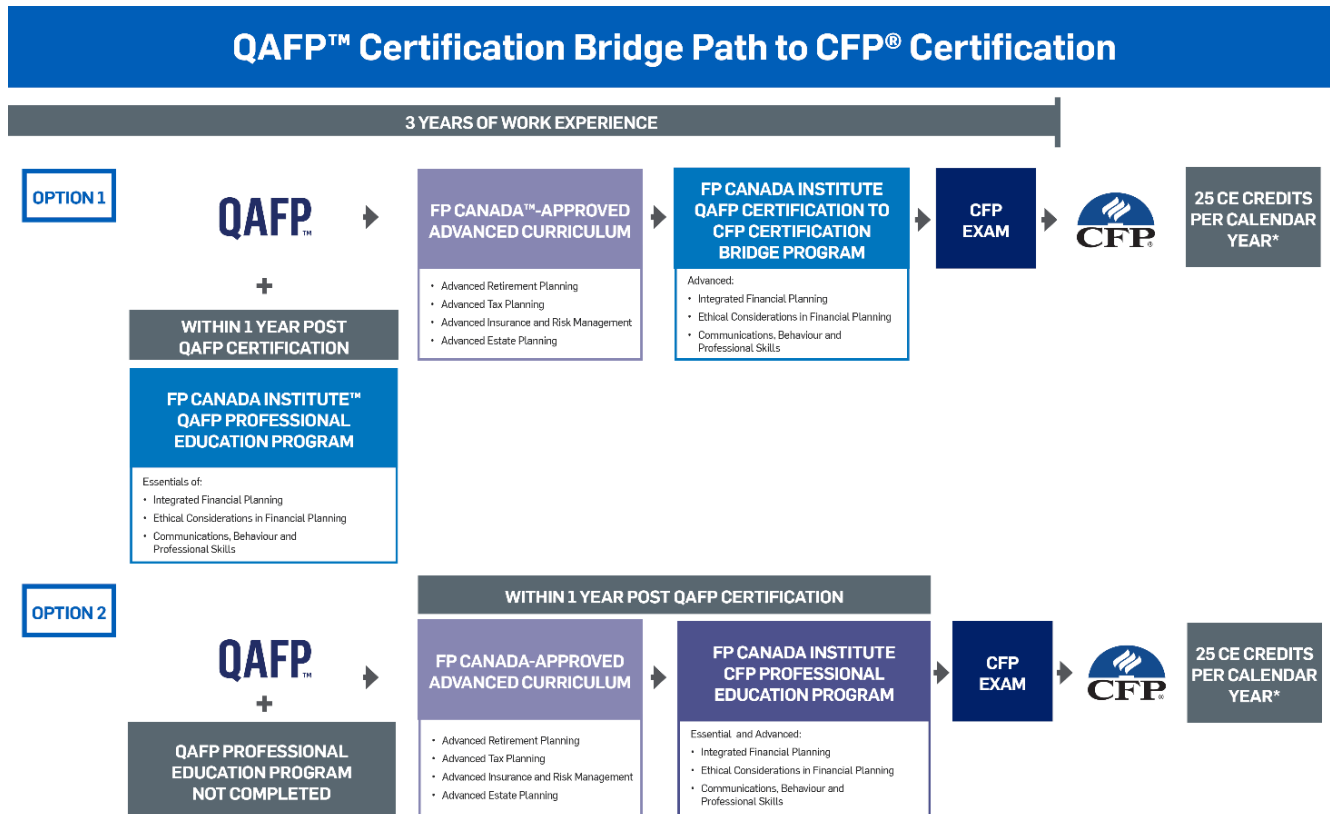 QAFP™ Certification Bridge Path to CFP® Certification
3 YEARS OF WORK EXPERIENCE
OPTION 1
QAFP™
+
WITHIN 1 YEAR POST
QAFP CERTIFICATION
FP CANADA INSTITUTE™
QAFP PROFESSIONAL
EDUCATION PROGRAM
Essentials of:
• Integrated Financial Planning
• Ethical Considerations in Financial Planning
• Communications, Behaviour and
Professional Skills
FP CANADA™-APPROVED
ADVANCED CURRICULUM
• Advanced Retirement Planning
• Advanced Tax Planning
• Advanced Insurance and Risk Management
• Advanced Estate Planning
FP CANADA INSTITUTE
QAFP CERTIFICATION TO
CFP CERTIFICATION
BRIDGE PROGRAM
Advanced:
• Integrated Financial Planning
• Ethical Considerations in Financial Planning
• Communications, Behaviour and
Professional Skills
CFP
EXAM
CFP®
25 CE CREDITS
PER CALENDAR
YEAR*
OPTION 2
QAFP™
+
QAFP PROFESSIONAL
EDUCATION PROGRAM
NOT COMPLETED
WITHIN 1 YEAR POST QAFP CERTIFICATION
FP CANADA-APPROVED
ADVANCED CURRICULUM
• Advanced Retirement Planning
• Advanced Tax Planning
• Advanced Insurance and Risk Management
• Advanced Estate Planning
FP CANADA INSTITUTE
CFP PROFESSIONAL
EDUCATION PROGRAM
Essential and Advanced:
• Integrated Financial Planning
• Ethical Considerations in Financial Planning
• Communications, Behaviour and
Professional Skills
CFP
EXAM
CFP®
25 CE CREDITS
PER CALENDAR
YEAR*